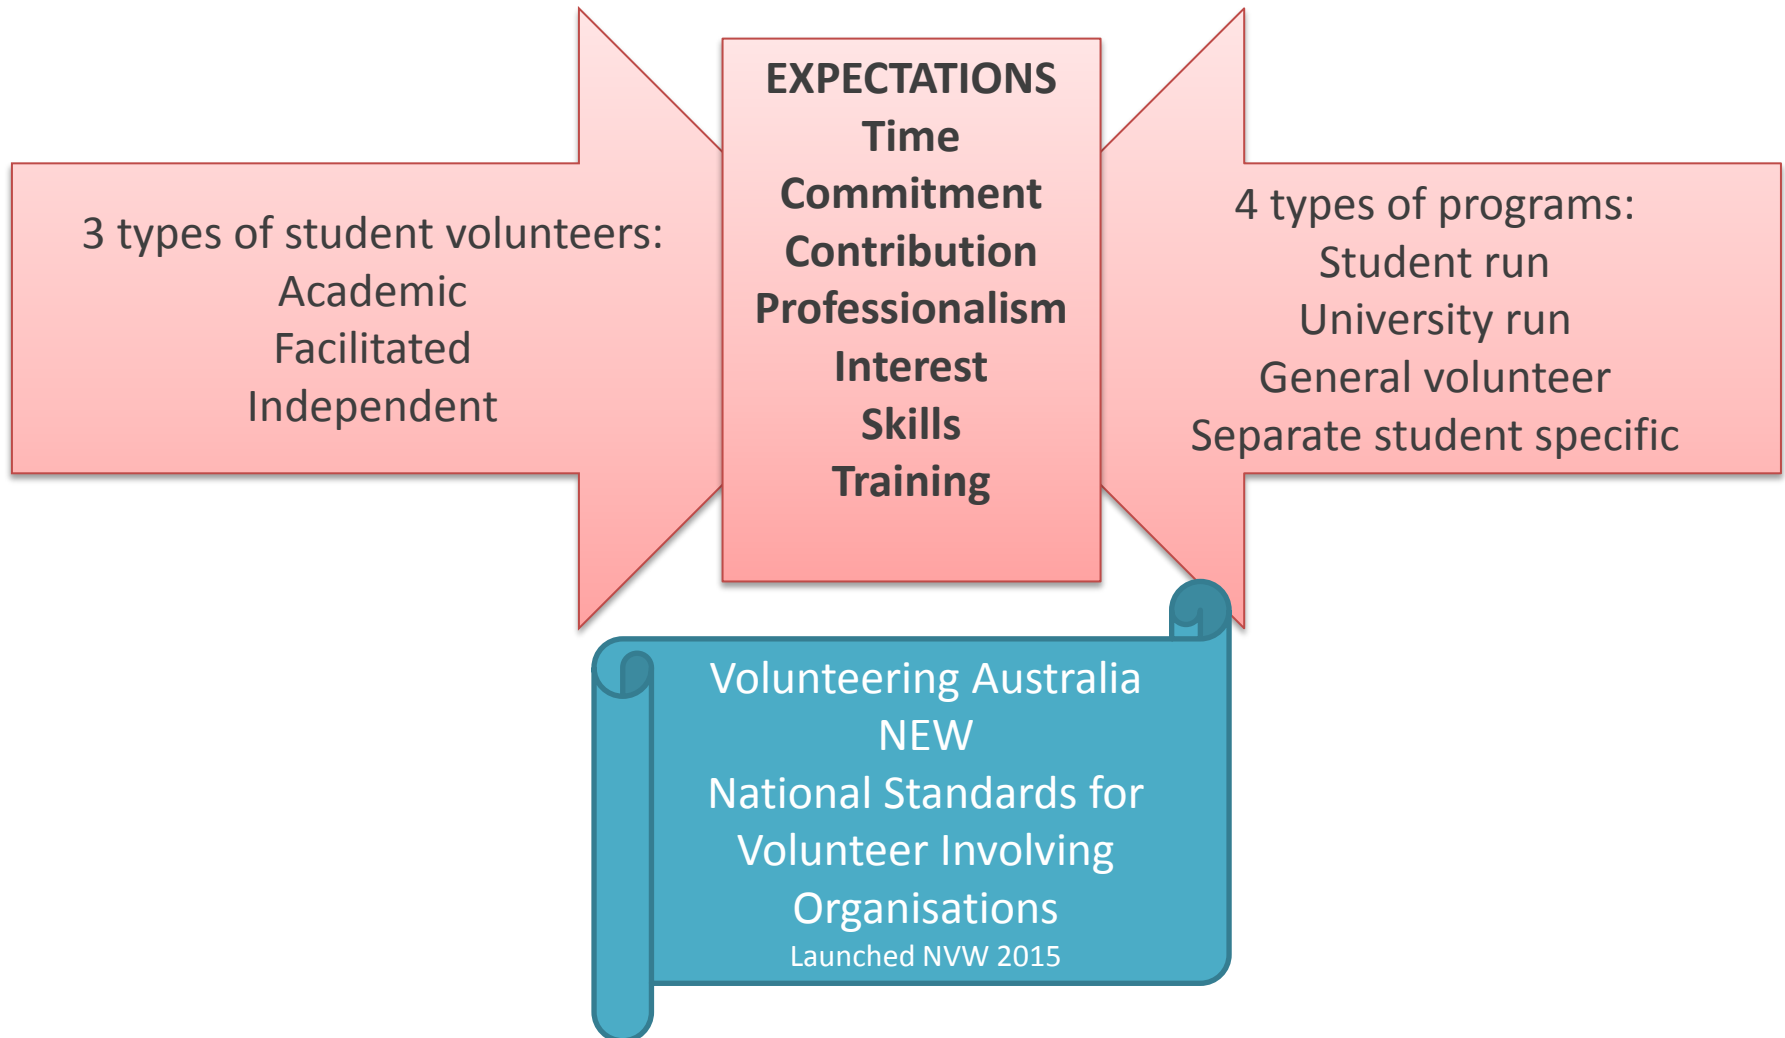 3 types of student volunteers:
Academic
Facilitated
Independent
EXPECTATIONS
Time
Commitment
Contribution
Professionalism
Interest
Skills
Training
4 types of programs:
Student run
University run
General volunteer
Separate student specific
Volunteering Australia
NEW
National Standards for
Volunteer Involving
Organisations
Launched NVW 2015